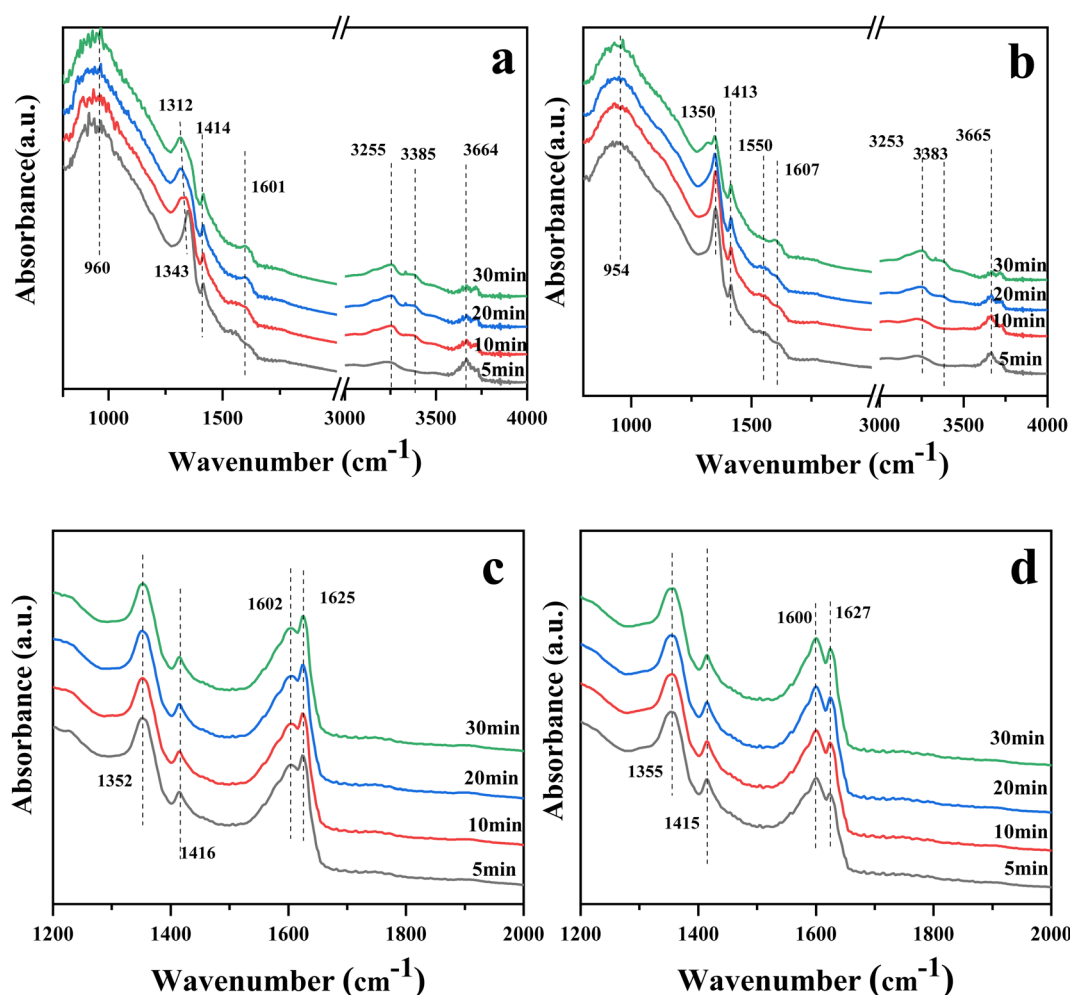 a
1312
1414
1601
3255
3385
3664
960
1343
30min
20min
10min
5min
1000
1500
3000
3500
4000
Absorbance(a.u.)
Wavenumber (cm-1)
b
1350
1413
1550
1607
3253
3383
3665
954
30min
20min
10min
5min
1000
1500
3000
3500
4000
Absorbance(a.u.)
Wavenumber (cm-1)
c
1602
1625
1352
1416
30min
20min
10min
5min
1200
1400
1600
1800
2000
Absorbance (a.u.)
Wavenumber (cm-1)
d
1600
1627
1355
1415
30min
20min
10min
5min
1200
1400
1600
1800
2000
Absorbance (a.u.)
Wavenumber (cm-1)